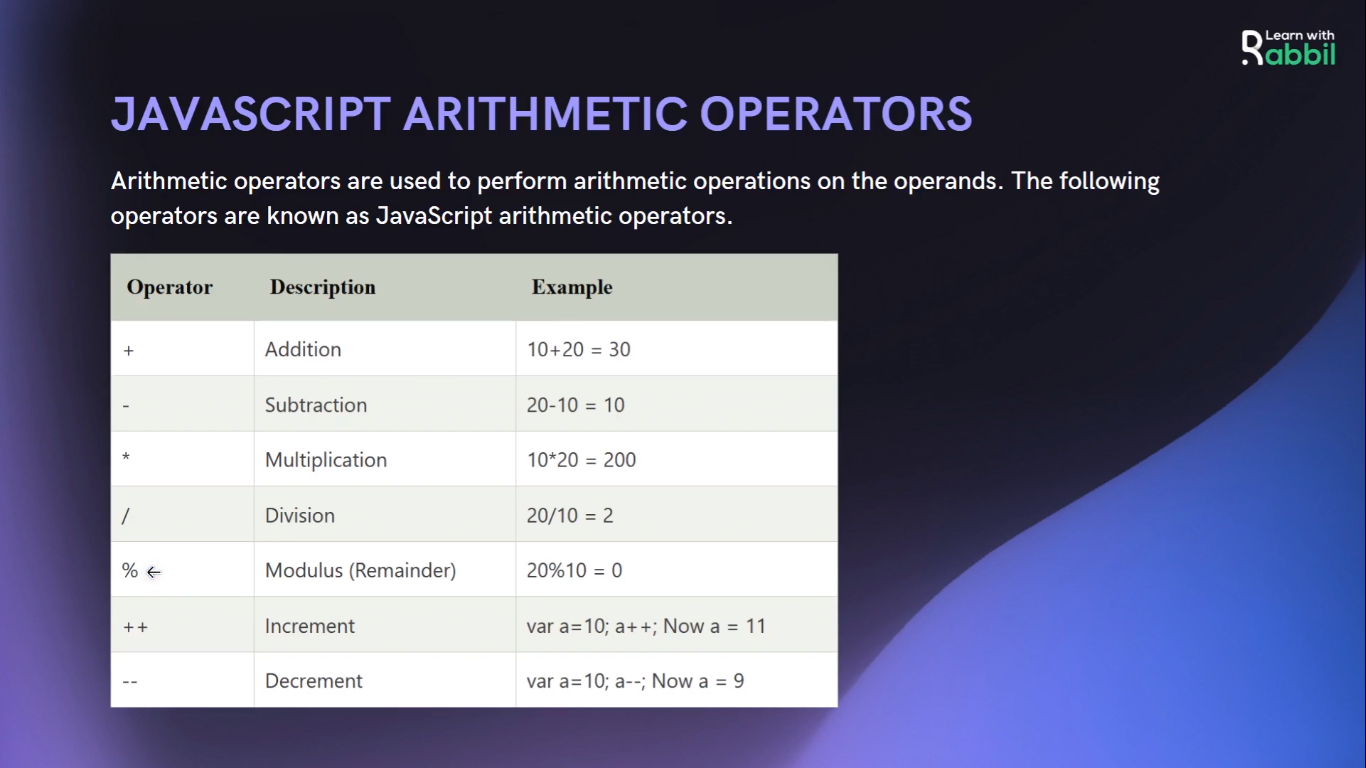 Learn with
Rabbil
JAVASCRIPT ARITHMETIC OPERATORS
Arithmetic operators are used to perform arithmetic operations on the operands. The following
operators are known as JavaScript arithmetic operators.
Operator Description Example
+ Addition 10+20 = 30
- Subtraction 20-10 = 10
* Multiplication 10*20 = 200
/ Division 20/10 = 2
% ← Modulus (Remainder) 20%10 = 0
++ Increment var a=10; a++; Now a = 11
-- Decrement var a=10; a--; Now a = 9